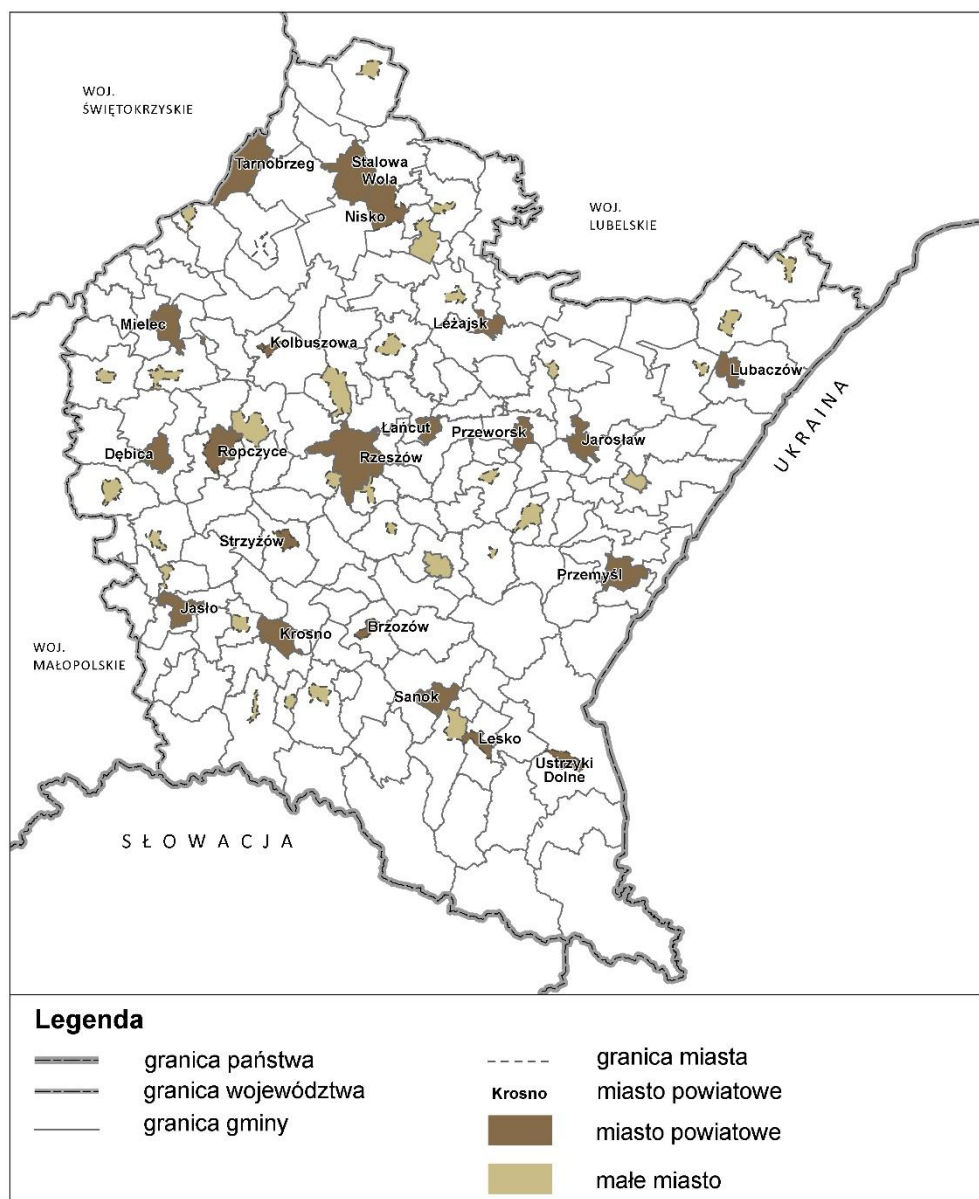 WOJ.
ŚWIĘTOKRZYSKIE
Tarnobrzeg
Stalowa
Wola
Nisko
WOJ.
LUBELSKIE
Mielec
Kolbuszowa
Leżajsk
Lubaczów
UKRAINA
Dębica
Ropczyce
Łańcut
Rzeszów
Przeworsk
Jarosław
Strzyżów
Przemyśl
Jasło
Krosno
Brzozów
WOJ.
MAŁOPOLSKIE
Sanok
Lesko
Ustrzyki
Dolne
SŁOWACJA
Legenda
granica państwa
granica województwa
granica gminy
granica miasta
Krosno miasto powiatowe
miasto powiatowe
małe miasto